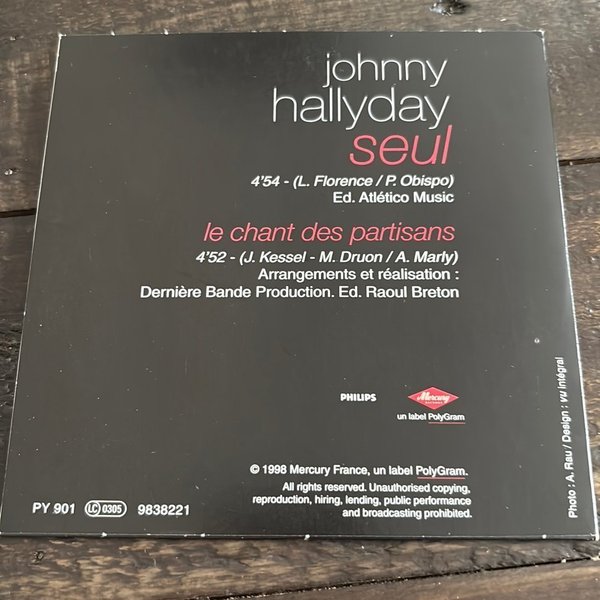 johnny
hallyday
seul
4'54 - (L. Florence / P. Obispo)
Ed. Atlético Music
le chant des partisans
4'52 - (J. Kessel - M. Druon / A. Marly)
Arrangements et réalisation :
Dernière Bande Production. Ed. Raoul Breton
PHILIPS
Mercury
un label PolyGram
© 1998 Mercury France, un label PolyGram.
All rights reserved. Unauthorised copying,
reproduction, hiring, lending, public performance
and broadcasting prohibited.
PY 901 LC 0305 9838221
Photo : A. Rau / Design : vu intégral